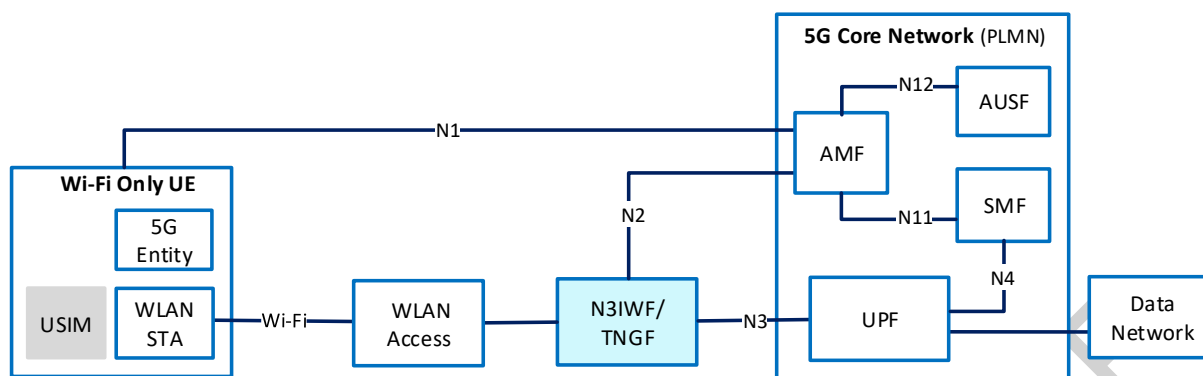 5G Core Network (PLMN)
N12
AUSF
N1
AMF
Wi-Fi Only UE
N2
N11
SMF
5G
Entity
N4
USIM
WLAN
STA
Wi-Fi
WLAN
Access
N3IWF/
TNGF
N3
UPF
Data
Network